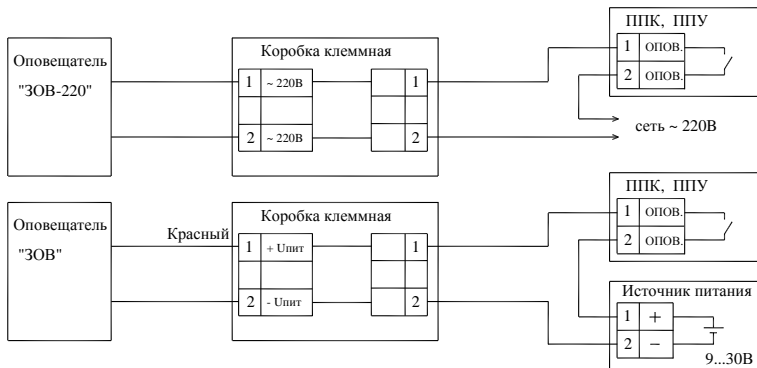 Оповещатель
"ЗОВ-220"
Коробка клеммная
1 ~ 220В 1
2 ~ 220В 2
ППК, ППУ
1 ОПОВ.
2 ОПОВ.
сеть ~ 220В
Оповещатель
"ЗОВ"
Красный
Коробка клеммная
1 + Uпит 1
2 - Uпит 2
ППК, ППУ
1 ОПОВ.
2 ОПОВ.
Источник питания
1 +
2 −
9...30В